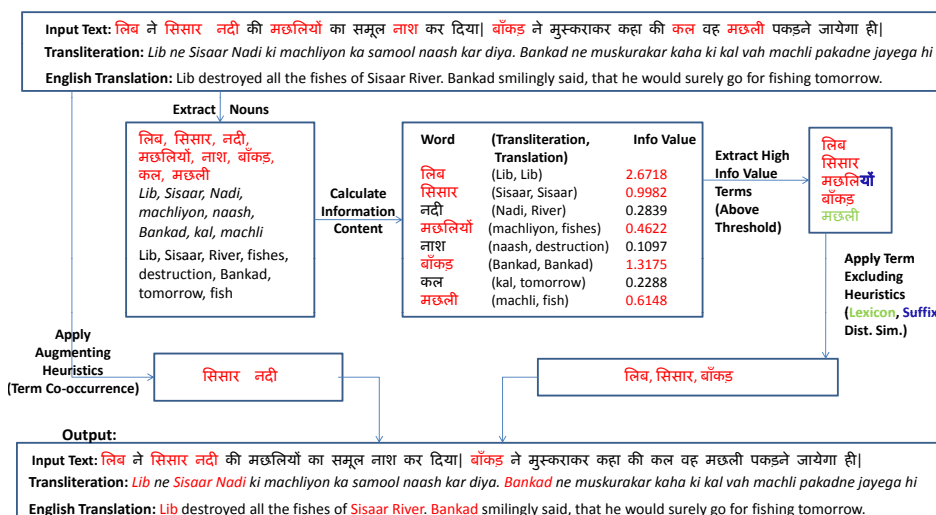 Input Text: लिब ने सिसार नदी की मछलियों का समूल नाश कर दिया| बाँकड़ ने मुस्कराकर कहा की कल वह मछली पकड़ने जायेगा ही|
Transliteration: Lib ne Sisaar Nadi ki machliyon ka samool naash kar diya. Bankad ne muskurakar kaha ki kal vah machli pakadne jayega hi
English Translation: Lib destroyed all the fishes of Sisaar River. Bankad smilingly said, that he would surely go for fishing tomorrow.
Extract Nouns
लिब, सिसार, नदी,
मछलियों, नाश, बाँकड़,
कल, मछली
Lib, Sisaar, Nadi,
machliyon, naash,
Bankad, kal, machli
Lib, Sisaar, River, fishes,
destruction, Bankad,
tomorrow, fish
Calculate
Information
Content
Word (Transliteration, Translation) Info Value
लिब (Lib, Lib) 2.6718
सिसार (Sisaar, Sisaar) 0.9982
नदी (Nadi, River) 0.2839
मछलियों (machliyon, fishes) 0.4622
नाश (naash, destruction) 0.1097
बाँकड़ (Bankad, Bankad) 1.3175
कल (kal, tomorrow) 0.2288
मछली (machli, fish) 0.6148
Extract High
Info Value
Terms
(Above
Threshold)
लिब
सिसार
मछलियों
बाँकड़
मछली
Apply Term
Excluding
Heuristics
(Lexicon, Suffix
Dist. Sim.)
Apply
Augmenting
Heuristics
(Term Co-occurrence)
सिसार नदी
लिब, सिसार, बाँकड़
Output:
Input Text: लिब ने सिसार नदी की मछलियों का समूल नाश कर दिया| बाँकड़ ने मुस्कराकर कहा की कल वह मछली पकड़ने जायेगा ही|
Transliteration: Lib ne Sisaar Nadi ki machliyon ka samool naash kar diya. Bankad ne muskurakar kaha ki kal vah machli pakadne jayega hi
English Translation: Lib destroyed all the fishes of Sisaar River. Bankad smilingly said, that he would surely go for fishing tomorrow.